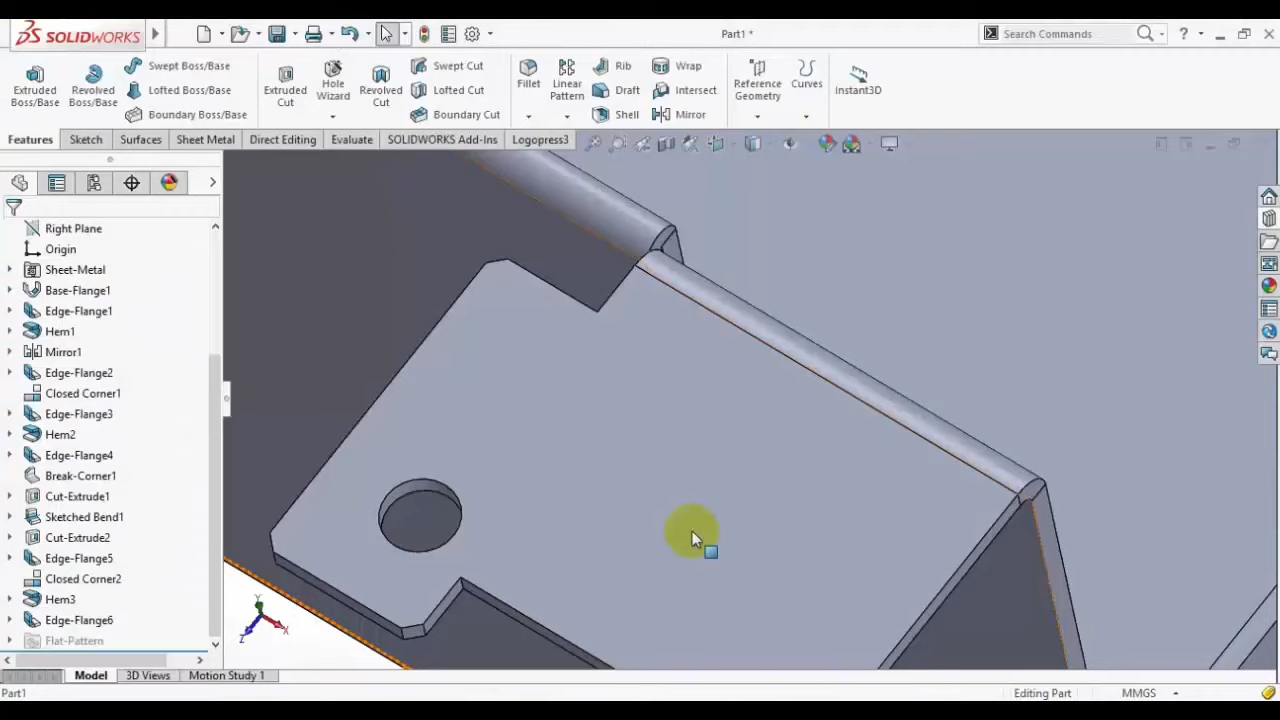 SOLIDWORKS
Part1 *
Search Commands
Extruded Boss/Base
Revolved Boss/Base
Swept Boss/Base
Lofted Boss/Base
Boundary Boss/Base
Extruded Cut
Hole Wizard
Revolved Cut
Swept Cut
Lofted Cut
Boundary Cut
Fillet
Linear Pattern
Rib
Draft
Shell
Wrap
Intersect
Mirror
Reference Geometry
Curves
Instant3D
Features
Sketch
Surfaces
Sheet Metal
Direct Editing
Evaluate
SOLIDWORKS Add-Ins
Logopress3
Right Plane
Origin
Sheet-Metal
Base-Flange1
Edge-Flange1
Hem1
Mirror1
Edge-Flange2
Closed Corner1
Edge-Flange3
Hem2
Edge-Flange4
Break-Corner1
Cut-Extrude1
Sketched Bend1
Cut-Extrude2
Edge-Flange5
Closed Corner2
Hem3
Edge-Flange6
Flat-Pattern
Y
X
Z
Model
3D Views
Motion Study 1
Part1
Editing Part
MMGS